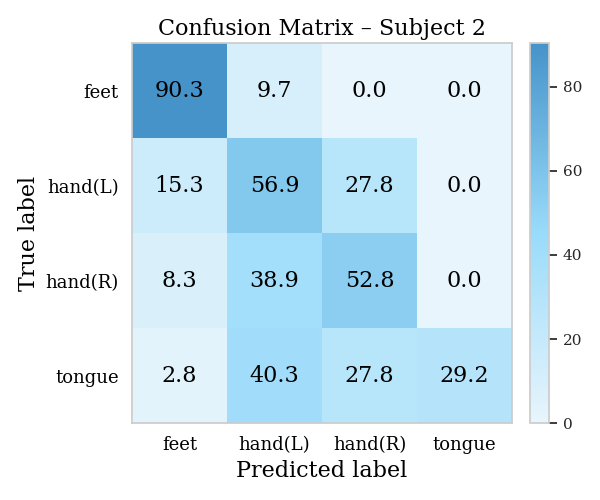 Confusion Matrix – Subject 2
feet 90.3 9.7 0.0 0.0
hand(L) 15.3 56.9 27.8 0.0
hand(R) 8.3 38.9 52.8 0.0
tongue 2.8 40.3 27.8 29.2
feet hand(L) hand(R) tongue
Predicted label
True label
80
60
40
20
0